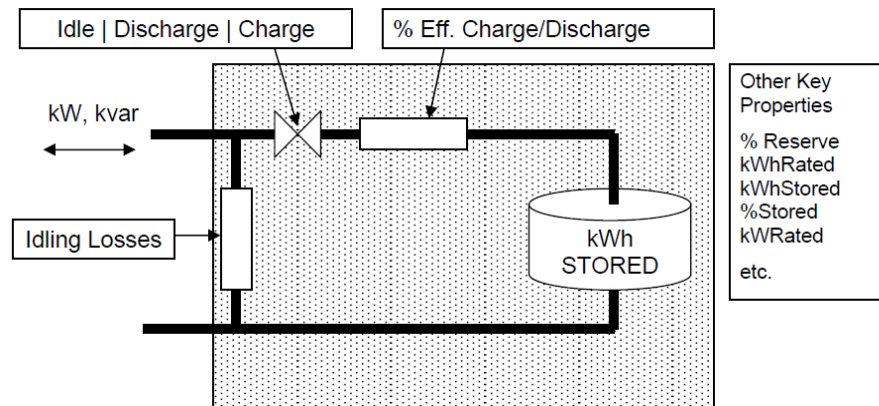 Idle | Discharge | Charge
% Eff. Charge/Discharge
kW, kvar
Idling Losses
kWh
STORED
Other Key
Properties
% Reserve
kWhRated
kWhStored
%Stored
kWRated
etc.